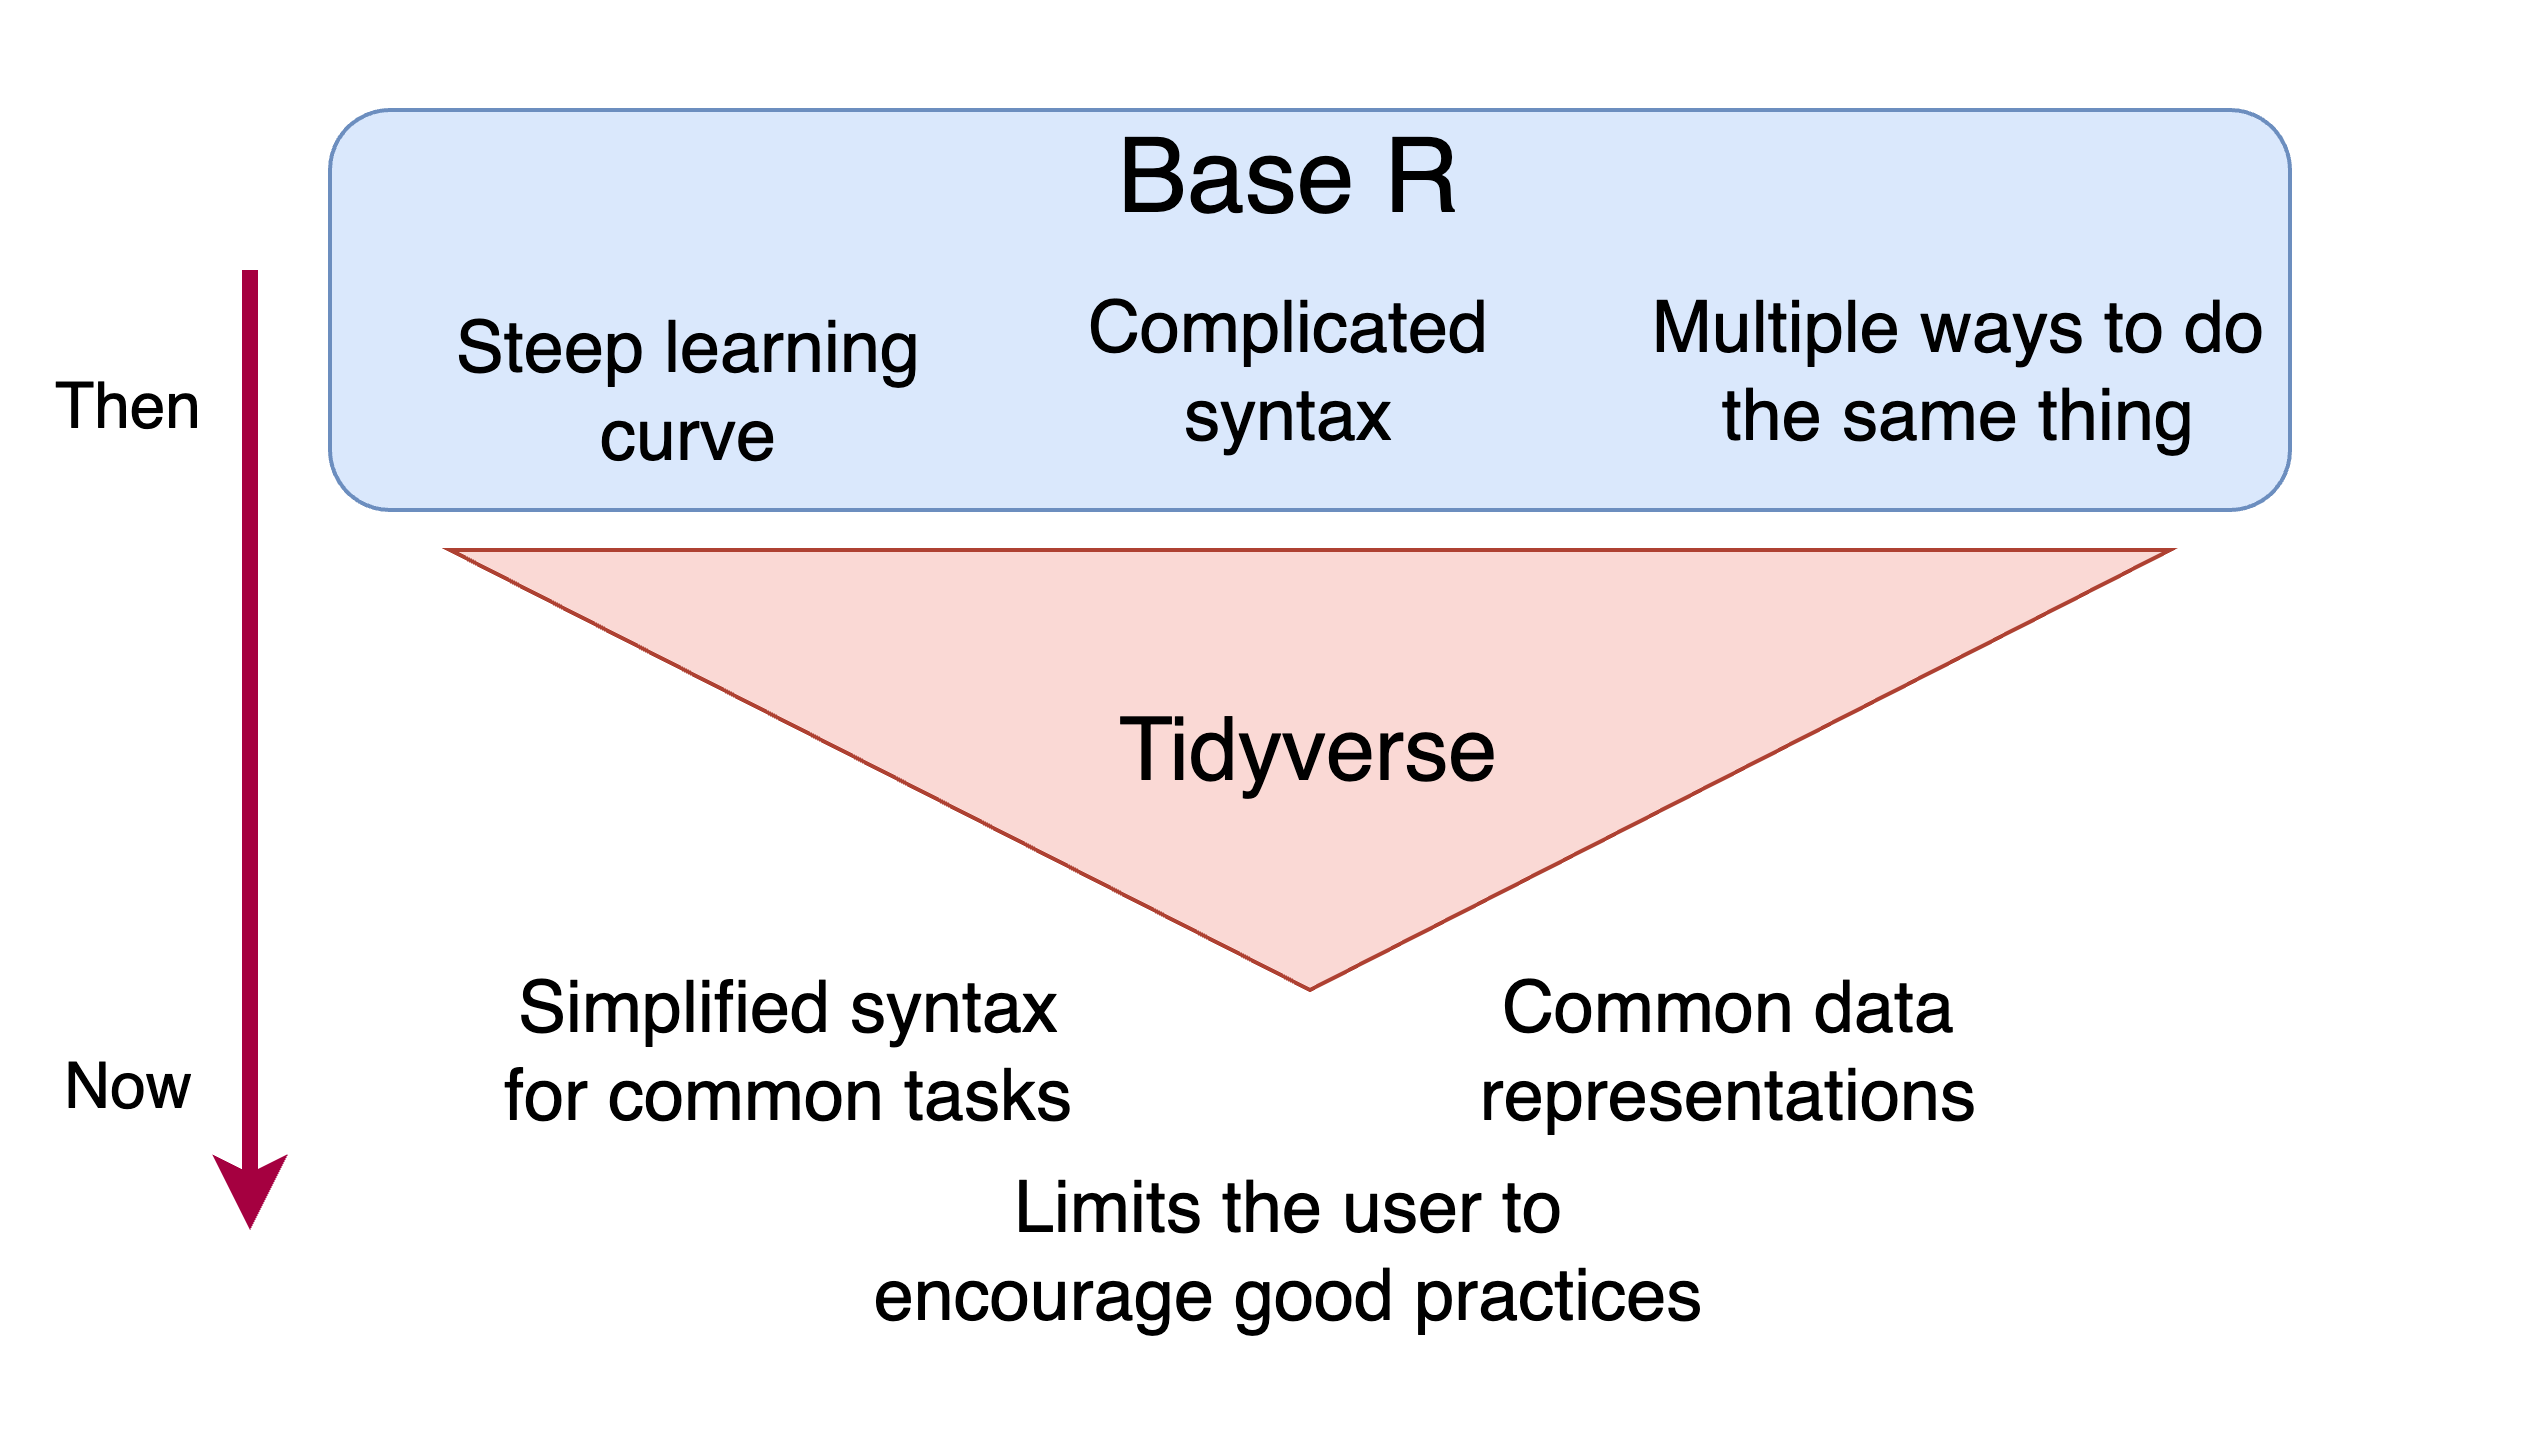 Base R
Steep learning
curve
Complicated
syntax
Multiple ways to do
the same thing
Then
Tidyverse
Simplified syntax
for common tasks
Common data
representations
Now
Limits the user to
encourage good practices